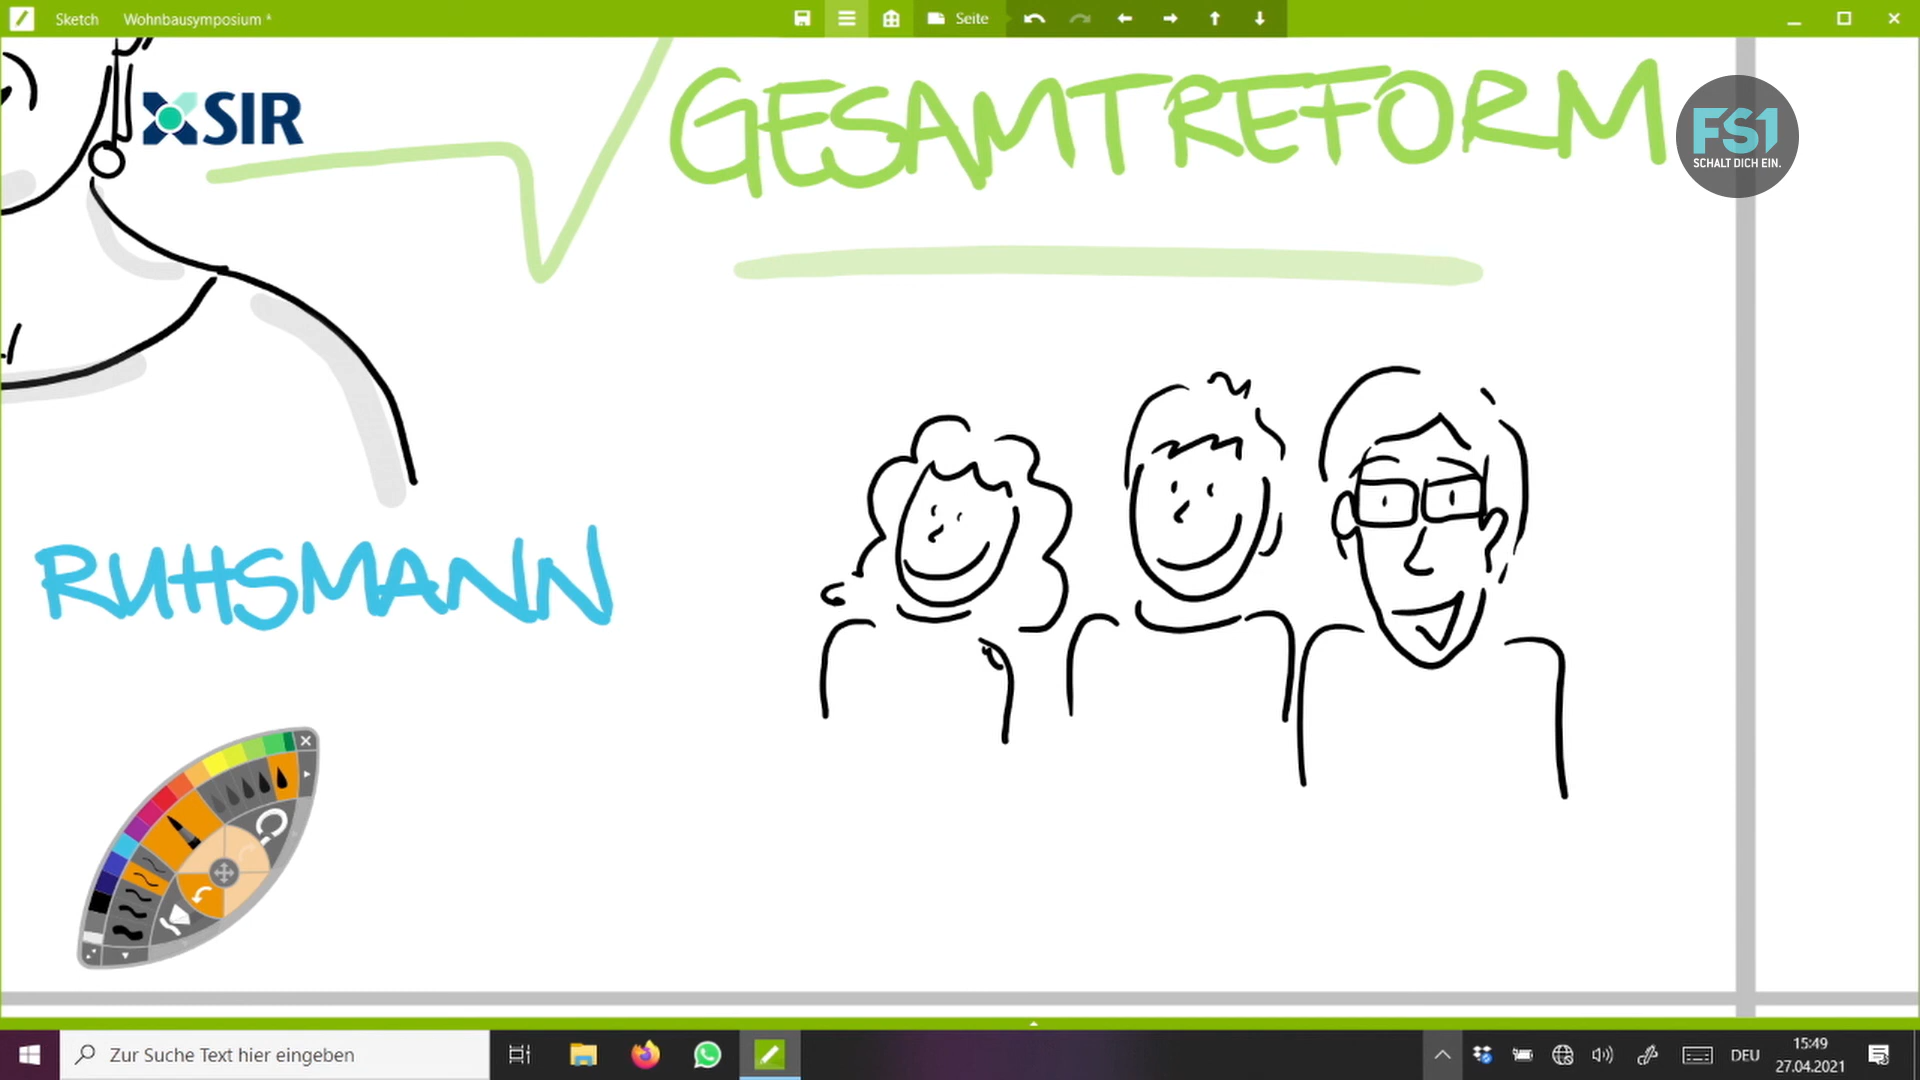 Sketch
Wohnbausymposium *
Seite
SIR
GESAMTREFORM
FS1
SCHALT DICH EIN.
RUHSMANN
Zur Suche Text hier eingeben
DEU
15:49
27.04.2021